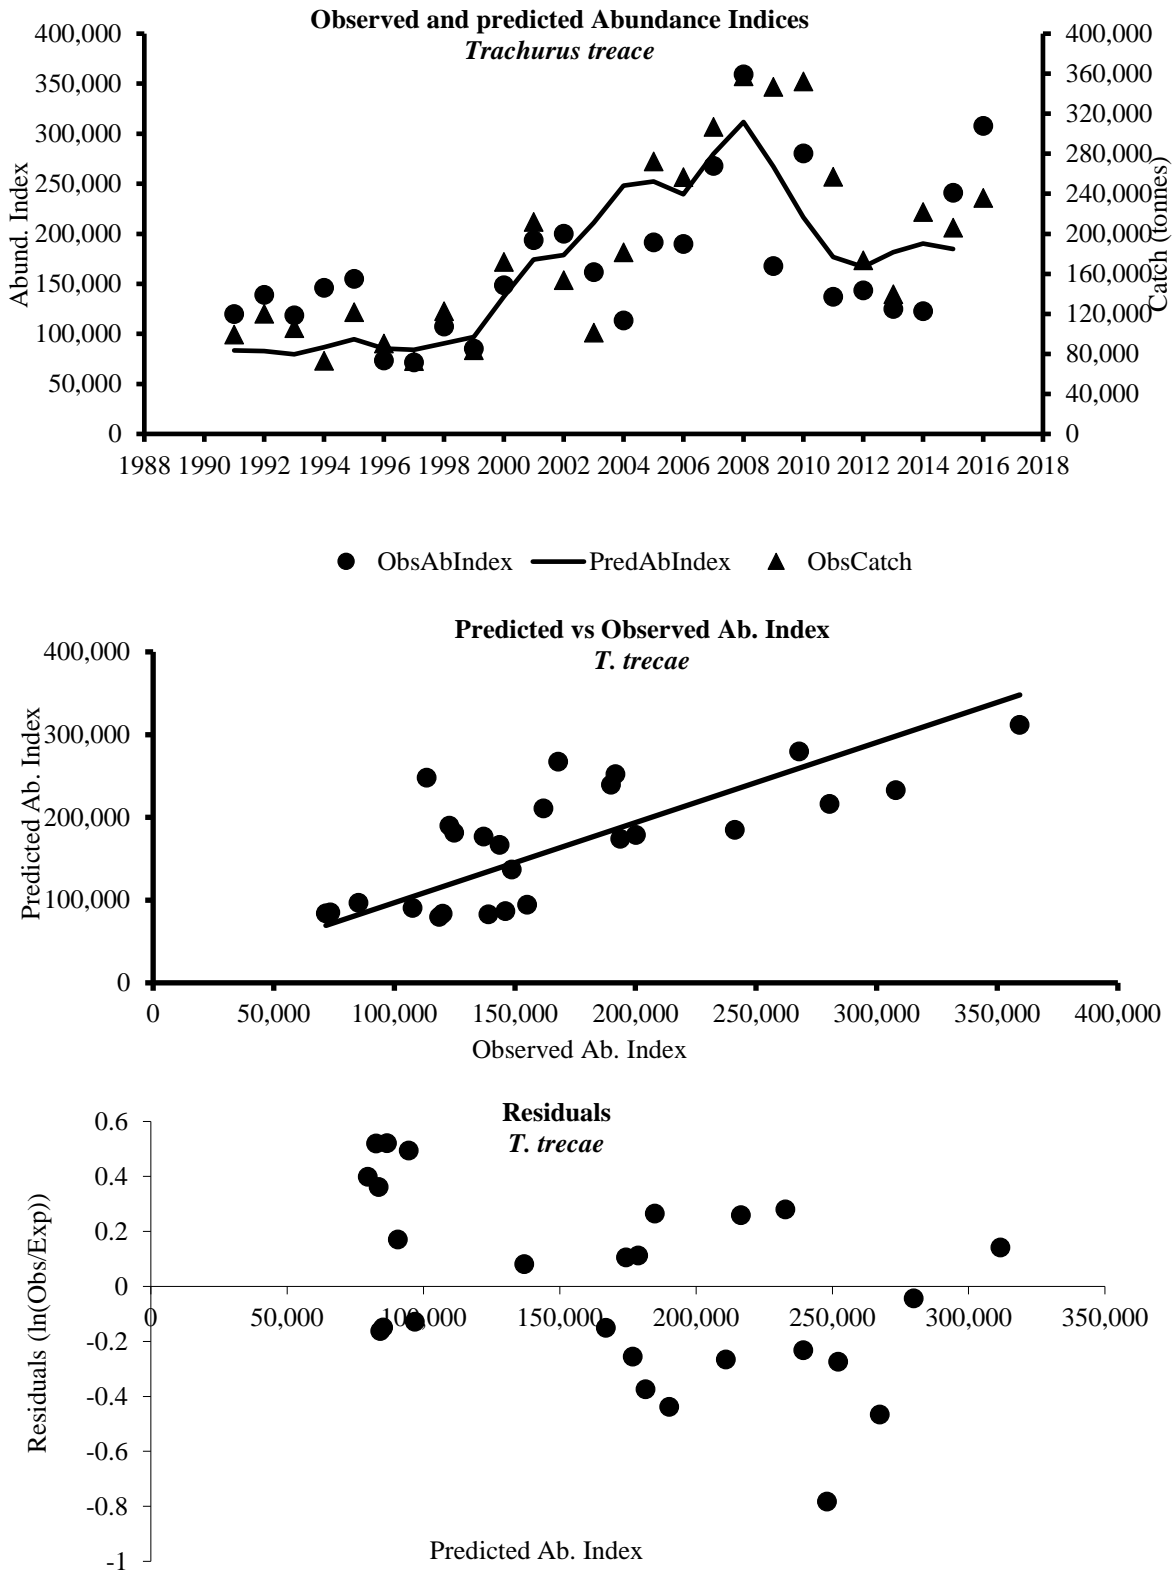 Observed and predicted Abundance Indices
Trachurus treace
400,000
350,000
300,000
250,000
200,000
150,000
100,000
50,000
0
Abund. Index
400,000
360,000
320,000
280,000
240,000
200,000
160,000
120,000
80,000
40,000
0
Catch (tonnes)
1988 1990 1992 1994 1996 1998 2000 2002 2004 2006 2008 2010 2012 2014 2016 2018
ObsAbIndex PredAbIndex ObsCatch
Predicted vs Observed Ab. Index
T. trecae
400,000
300,000
200,000
100,000
0
Predicted Ab. Index
0 50,000 100,000 150,000 200,000 250,000 300,000 350,000 400,000
Observed Ab. Index
Residuals
T. trecae
0.6
0.4
0.2
0
-0.2
-0.4
-0.6
-0.8
-1
Residuals (ln(Obs/Exp))
0 50,000 100,000 150,000 200,000 250,000 300,000 350,000
Predicted Ab. Index